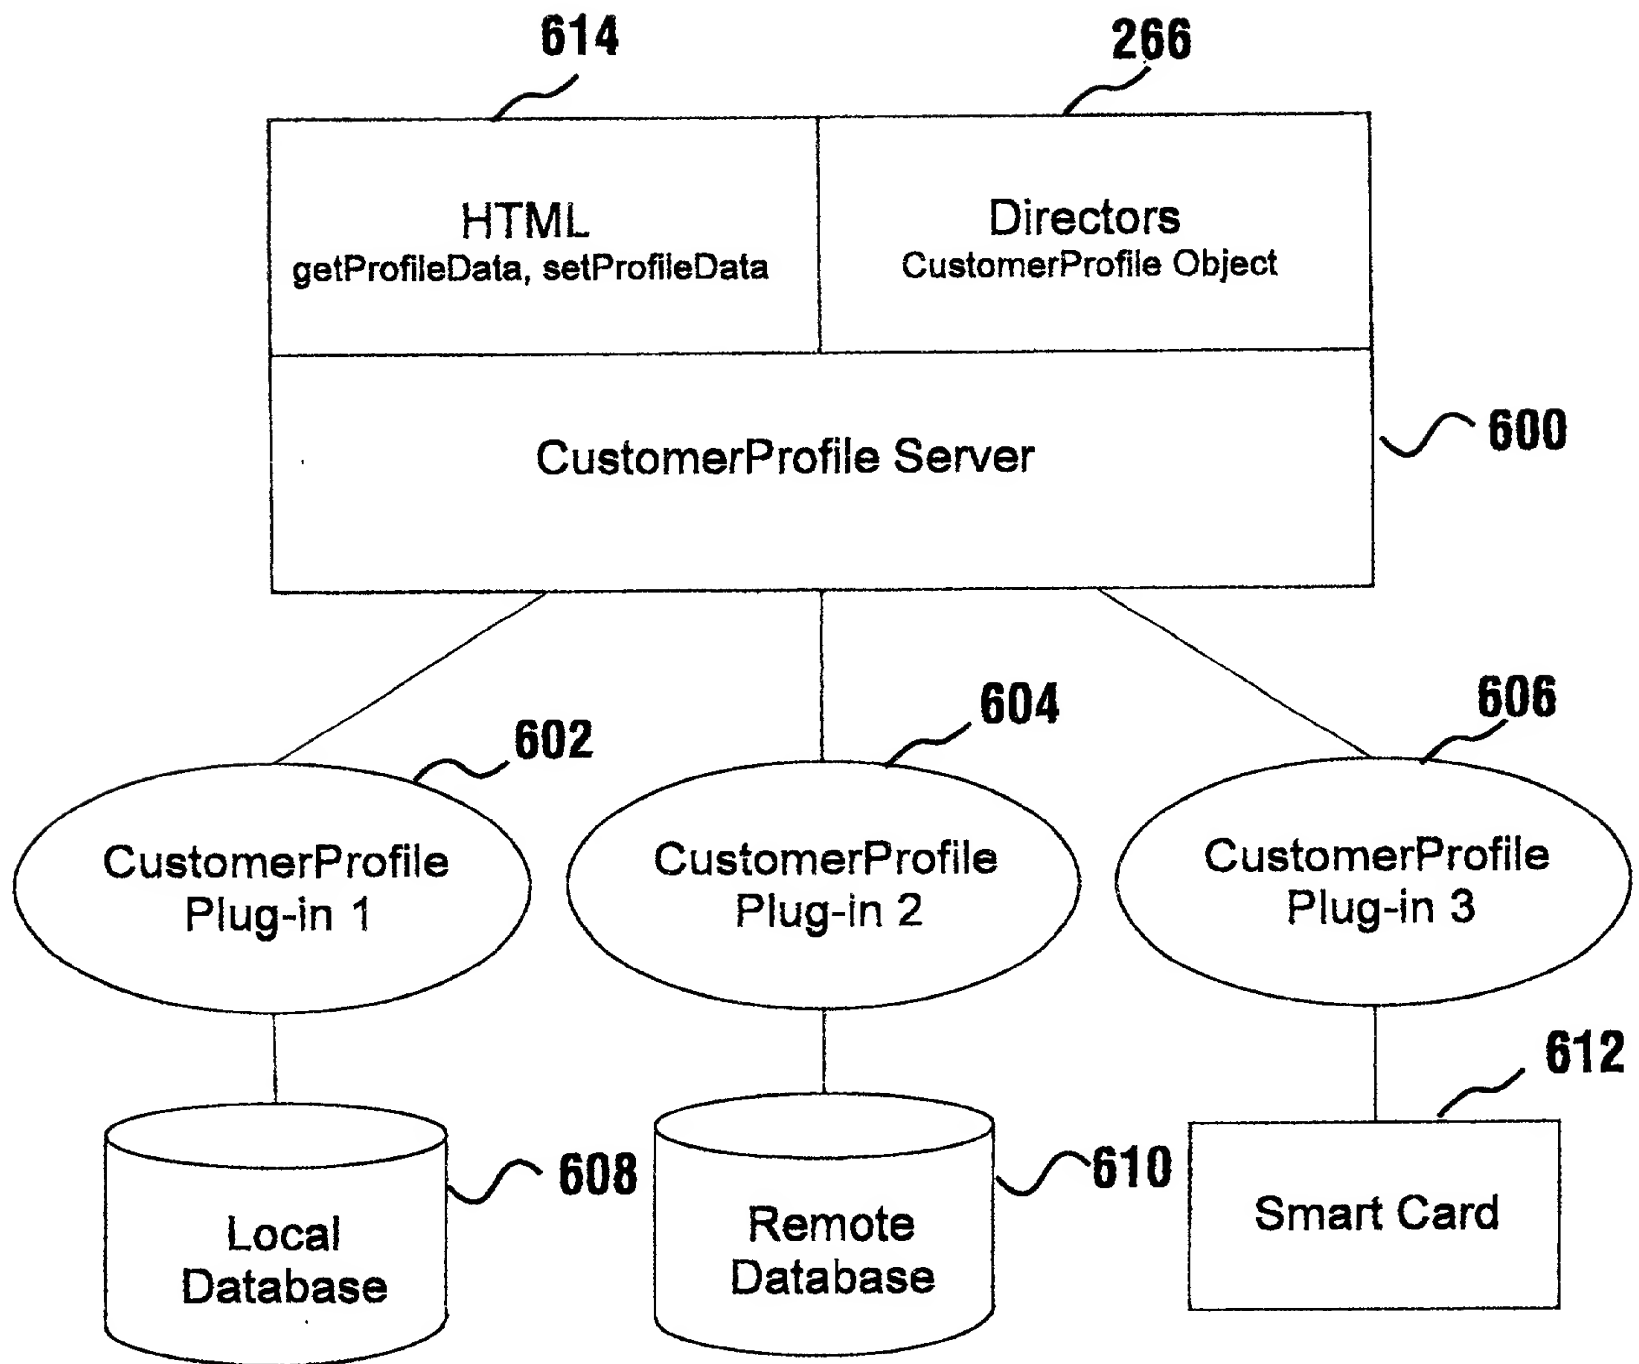 614
266
HTML
getProfileData, setProfileData
Directors
CustomerProfile Object
CustomerProfile Server
600
602
604
606
CustomerProfile
Plug-in 1
CustomerProfile
Plug-in 2
CustomerProfile
Plug-in 3
612
608
610
Local
Database
Remote
Database
Smart Card